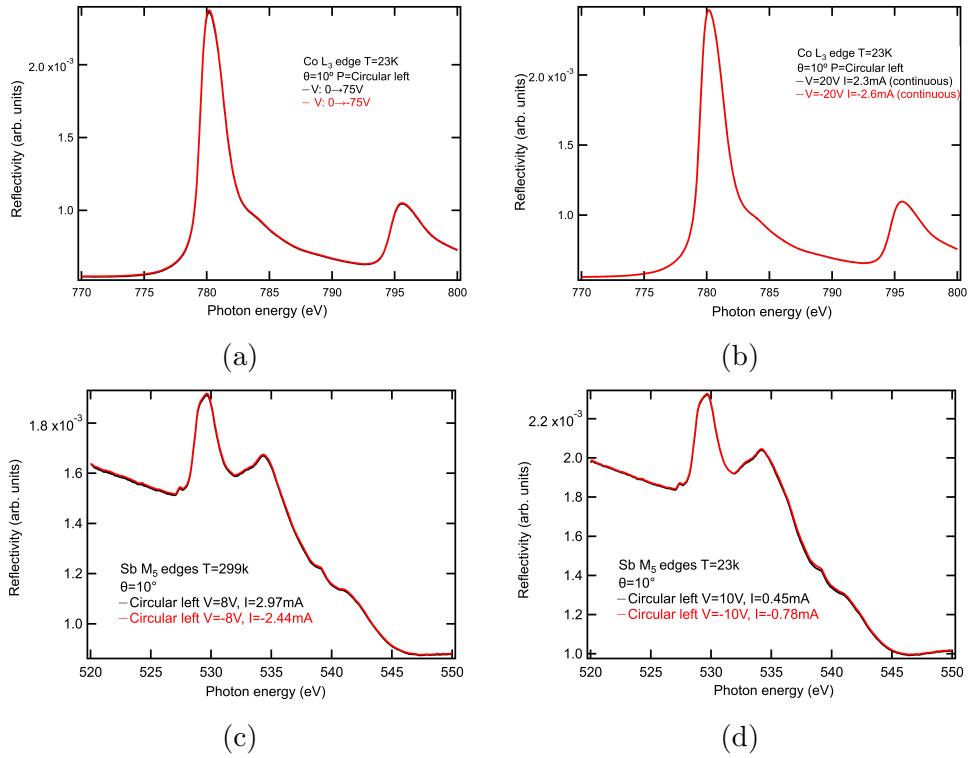 Reflectivity (arb. units)
2.0 x10⁻³
1.5
1.0
Co L₃ edge T=23K
θ=10º P=Circular left
V: 0→75V
V: 0→-75V
770 775 780 785 790 795 800
Photon energy (eV)
(a)
Reflectivity (arb. units)
2.0 x10⁻³
1.5
1.0
Co L₃ edge T=23K
θ=10º P=Circular left
V=20V I=2.3mA (continuous)
V=-20V I=-2.6mA (continuous)
770 775 780 785 790 795 800
Photon energy (eV)
(b)
Reflectivity (arb. units)
1.8 x10⁻³
1.6
1.4
1.2
1.0
Sb M₅ edges T=299k
θ=10°
Circular left V=8V, I=2.97mA
Circular left V=-8V, I=-2.44mA
520 525 530 535 540 545 550
Photon energy (eV)
(c)
Reflectivity (arb. units)
2.2 x10⁻³
2.0
1.8
1.6
1.4
1.2
1.0
Sb M₅ edges T=23k
θ=10°
Circular left V=10V, I=0.45mA
Circular left V=-10V, I=-0.78mA
520 525 530 535 540 545 550
Photon energy (eV)
(d)